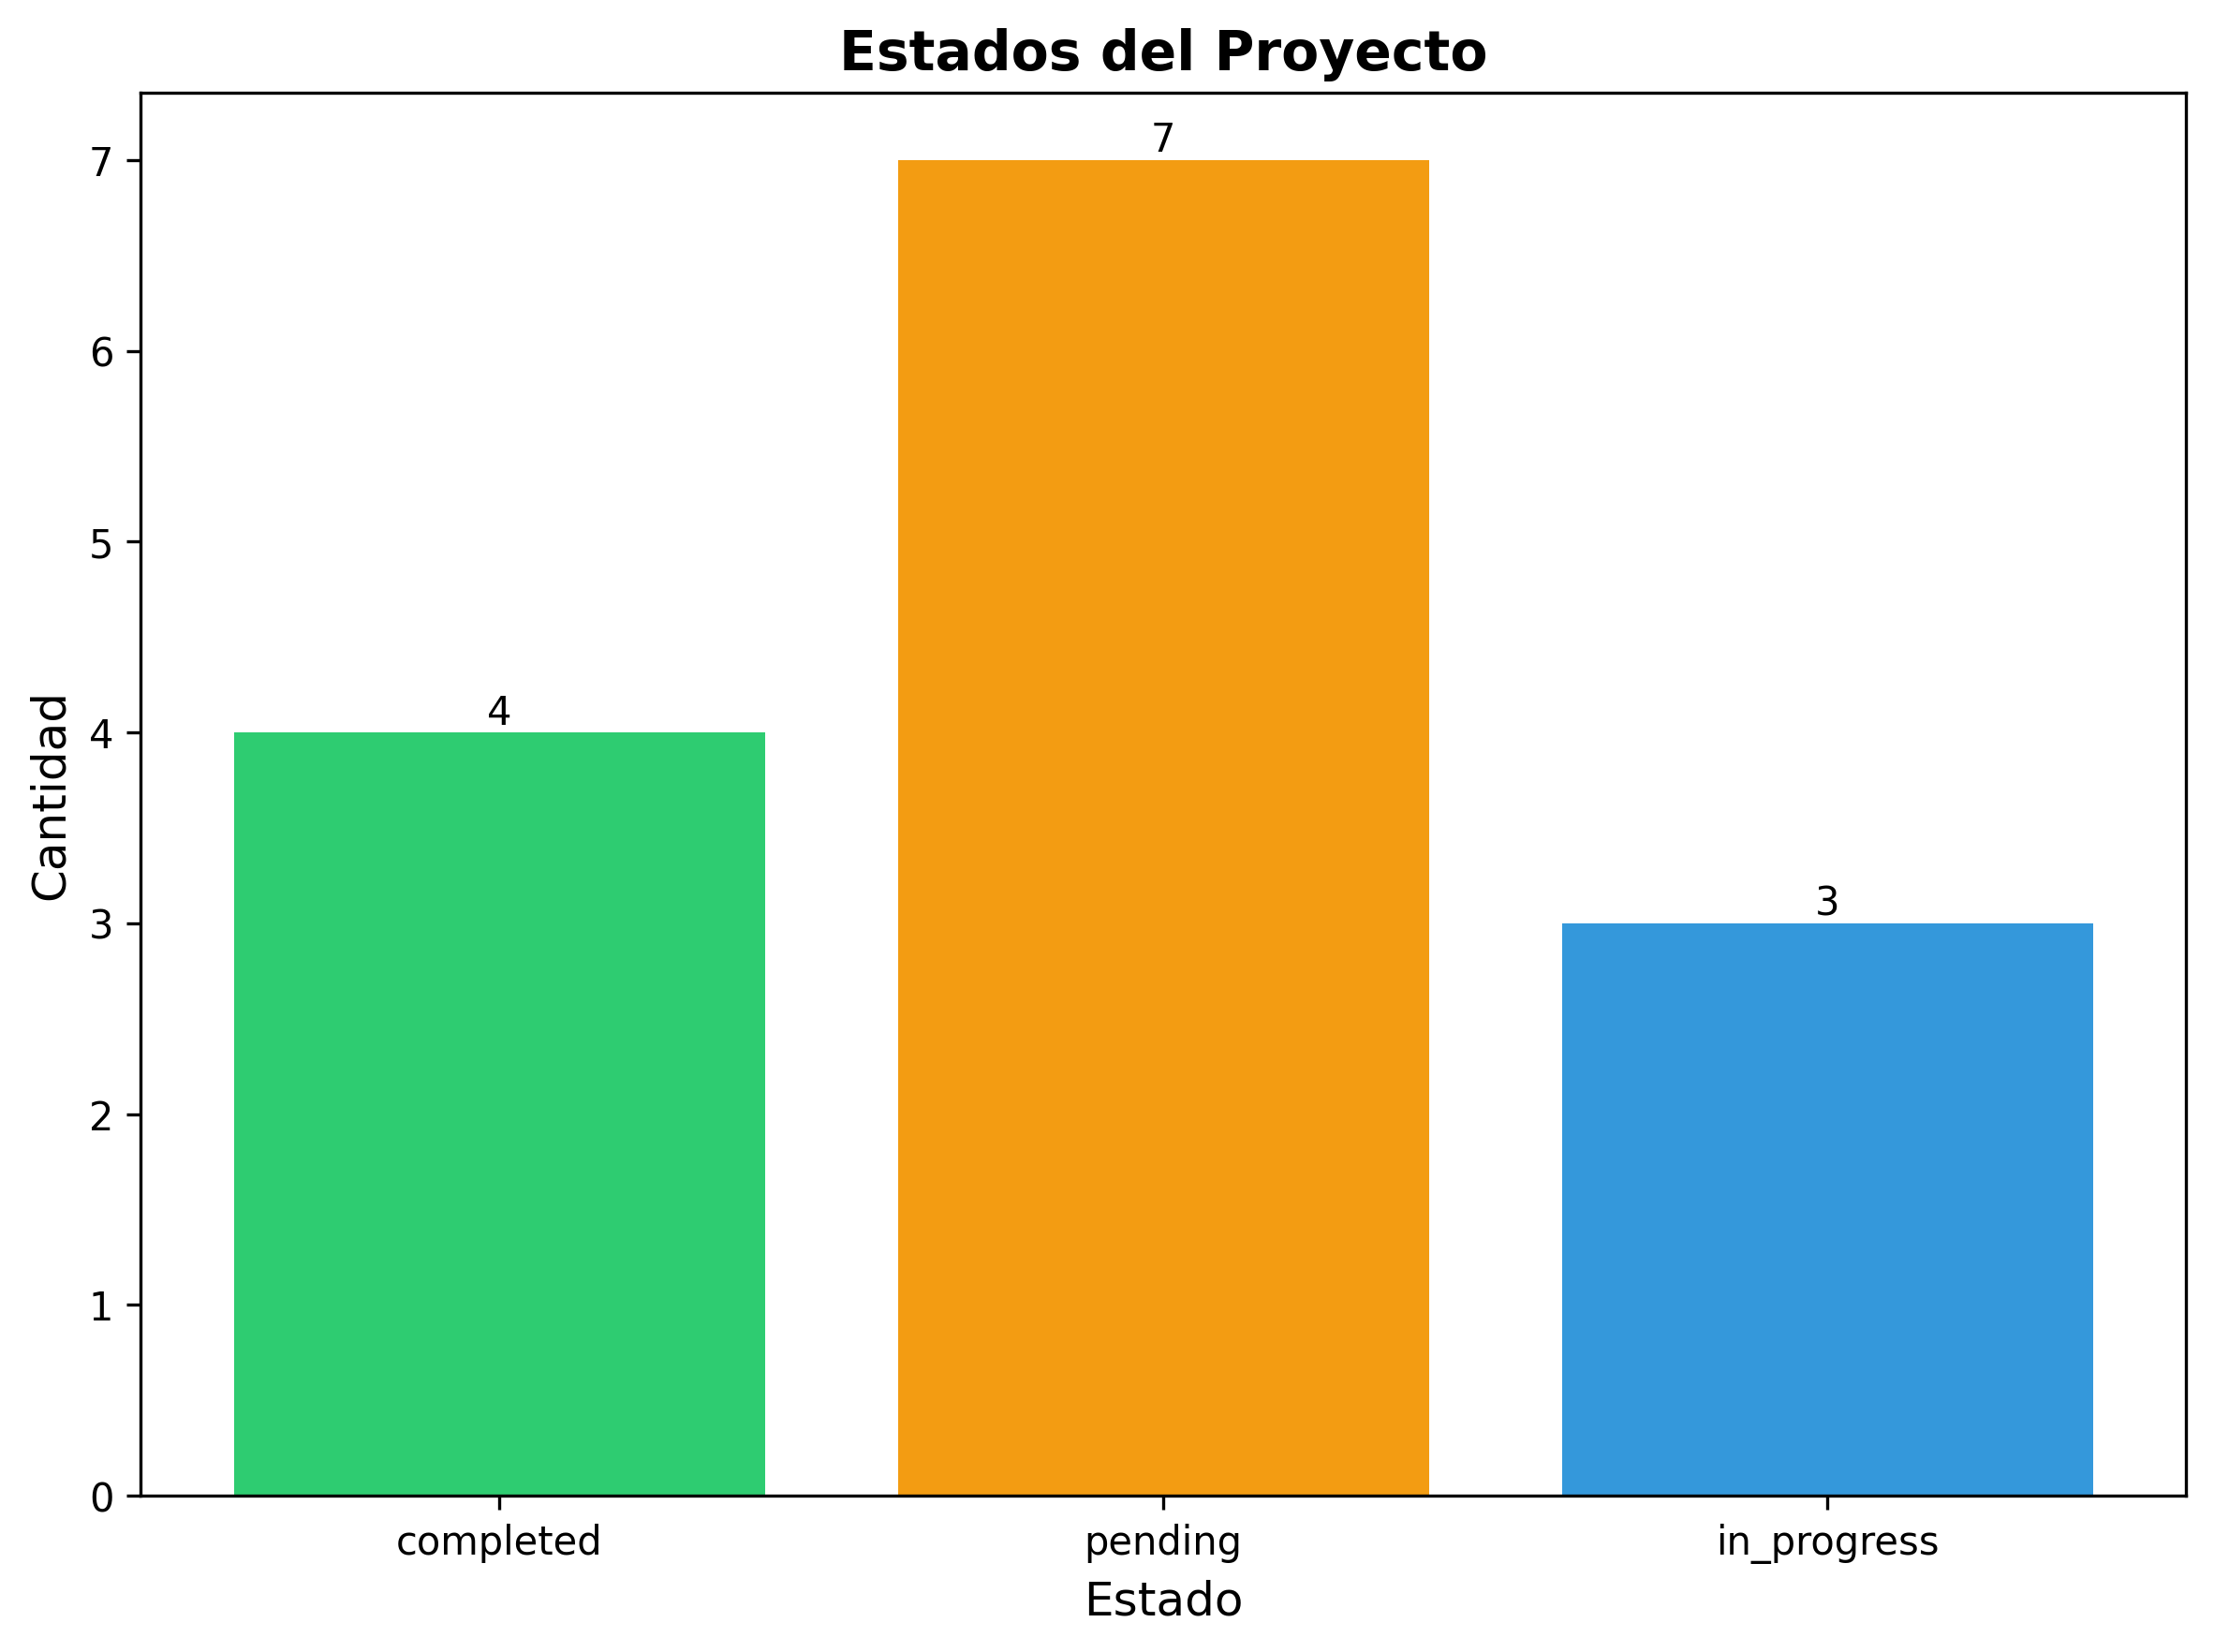 Estados del Proyecto
Cantidad
7
6
5
4
3
2
1
0
4
7
3
completed
pending
in_progress
Estado